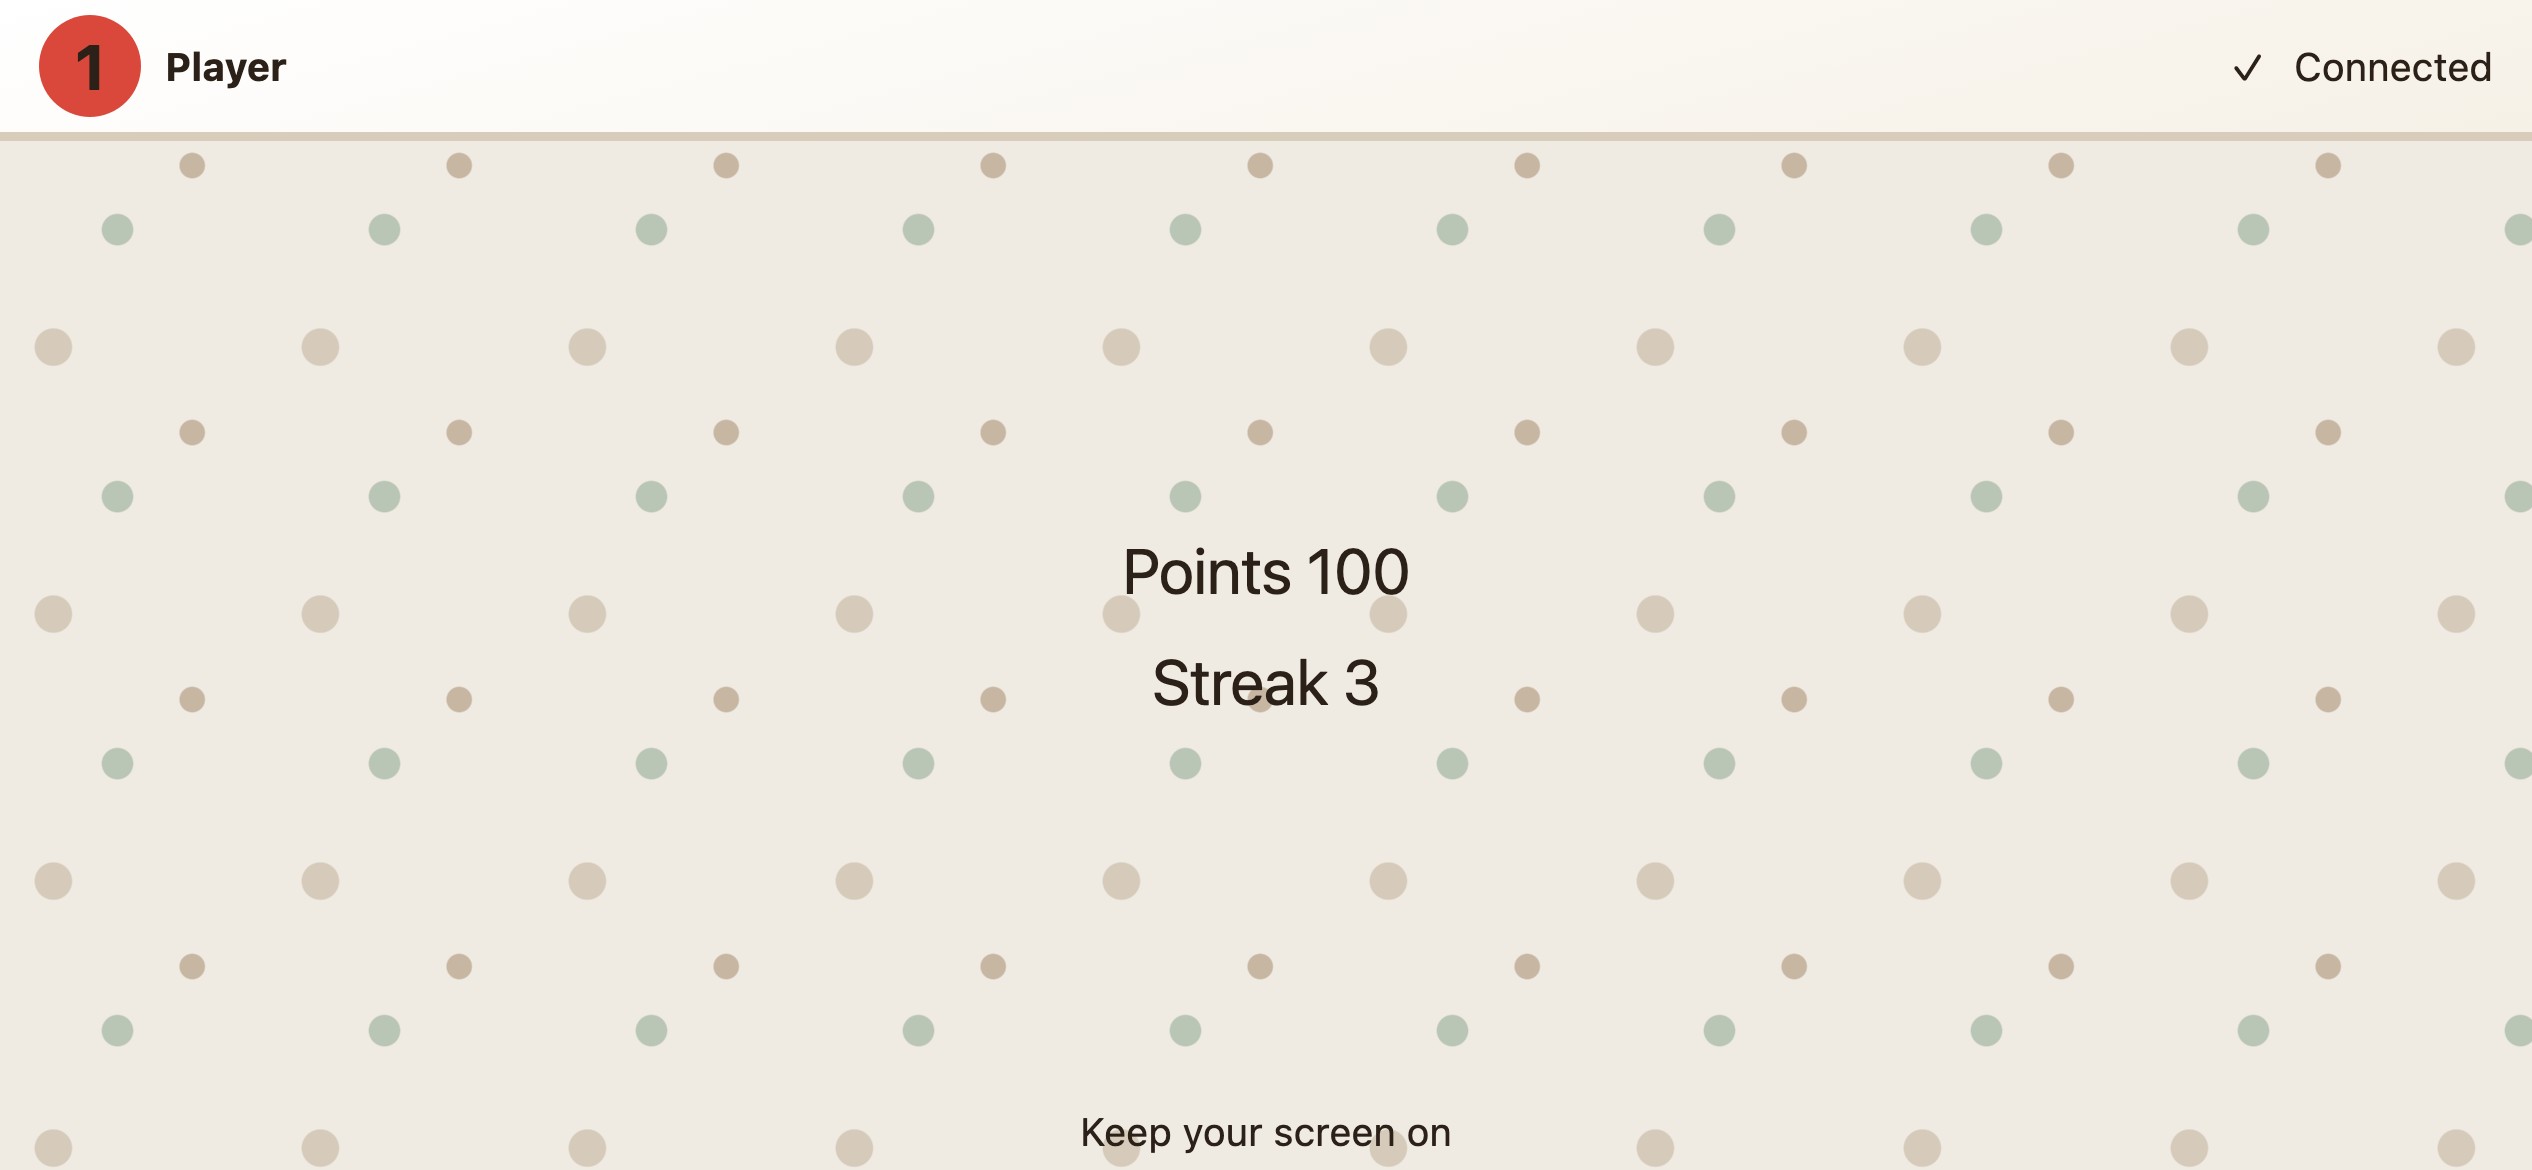 1 Player
✓ Connected
Points 100
Streak 3
Keep your screen on